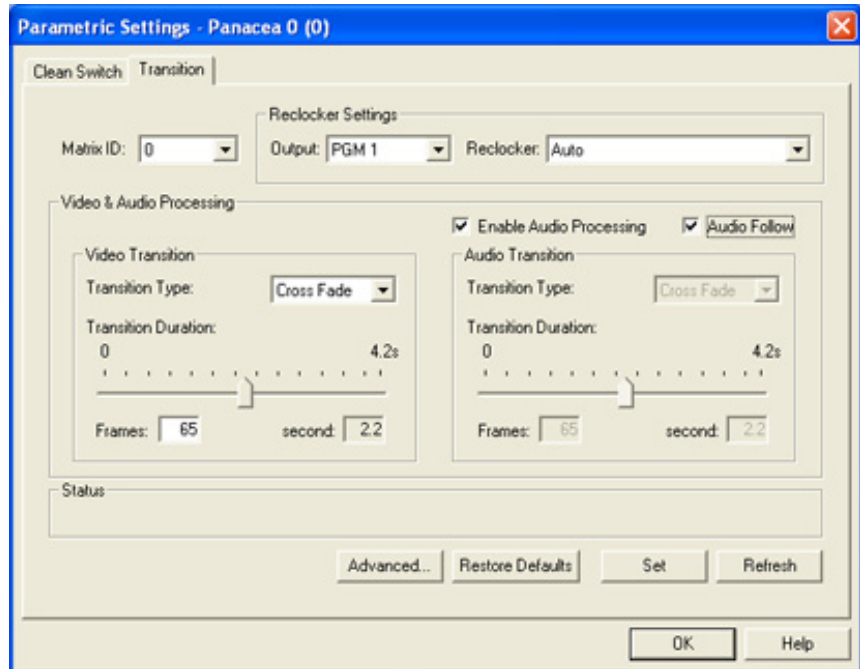 Parametric Settings - Panacea 0 (0)
Clean Switch Transition
Reclocker Settings
Matrix ID: 0 Output: PGM 1 Reclocker: Auto
Video & Audio Processing
Enable Audio Processing Audio Follow
Video Transition Audio Transition
Transition Type: Cross Fade Transition Type: Cross Fade
Transition Duration: Transition Duration:
0 4.2s 0 4.2s
Frames: 65 second: 2.2 Frames: 65 second: 2.2
Status
Advanced... Restore Defaults Set Refresh
OK Help